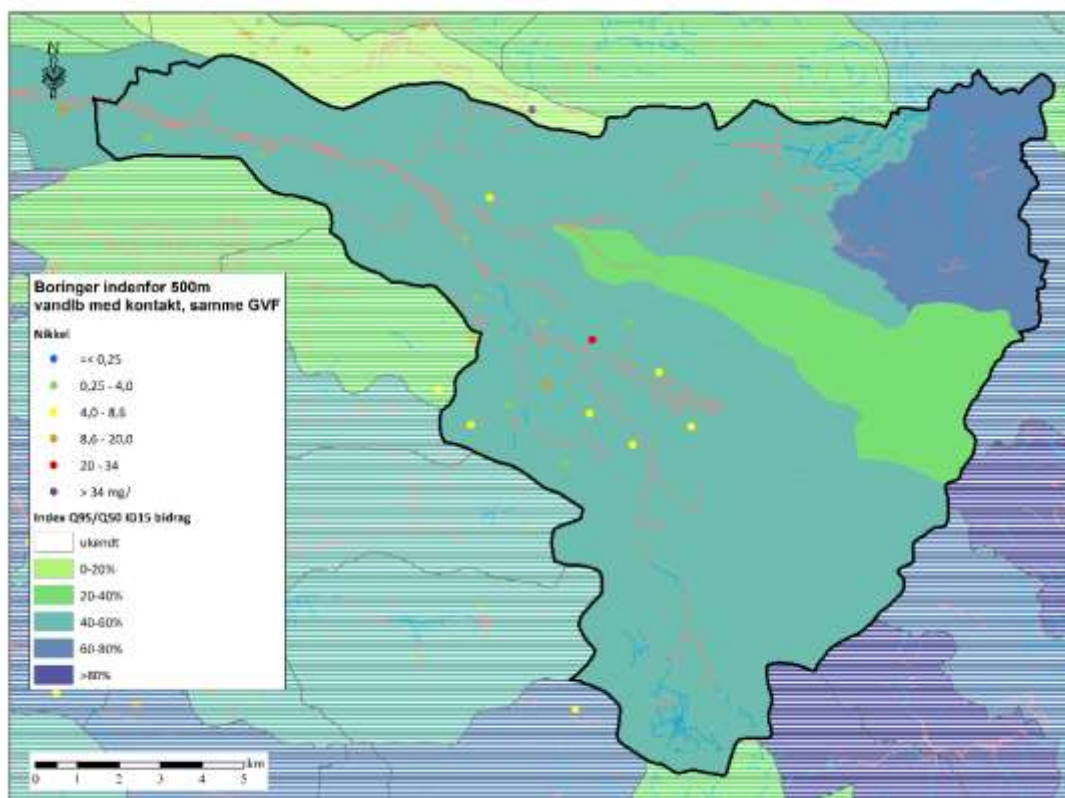 N
Boringer indenfor 500m
vandlb med kontakt, samme GVF
Nikkel
=< 0,25
0,25 - 4,0
4,0 - 8,6
8,6 - 20,0
20 - 34
> 34 mg/
Index Q95/Q50 ID15 bidrag
ukendt
0-20%
20-40%
40-60%
60-80%
>80%
km
0 1 2 3 4 5